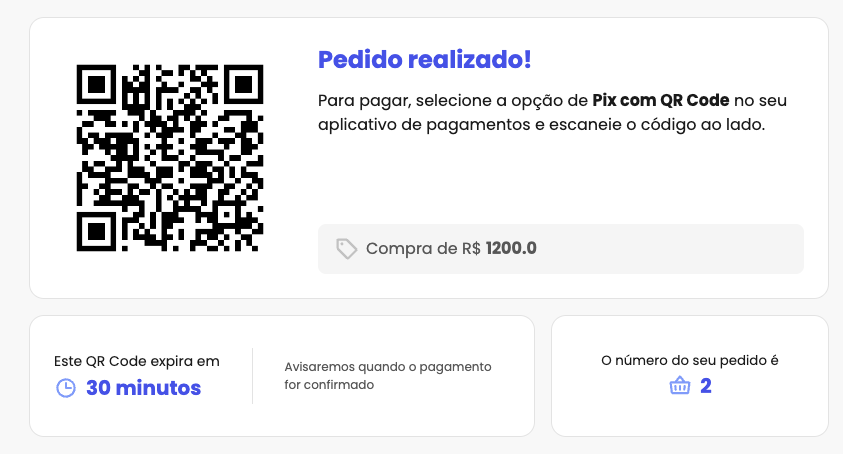 Pedido realizado!
Para pagar, selecione a opção de Pix com QR Code no seu
aplicativo de pagamentos e escaneie o código ao lado.
Compra de R$ 1200.0
Este QR Code expira em
30 minutos
Avisaremos quando o pagamento
for confirmado
O número do seu pedido é
2